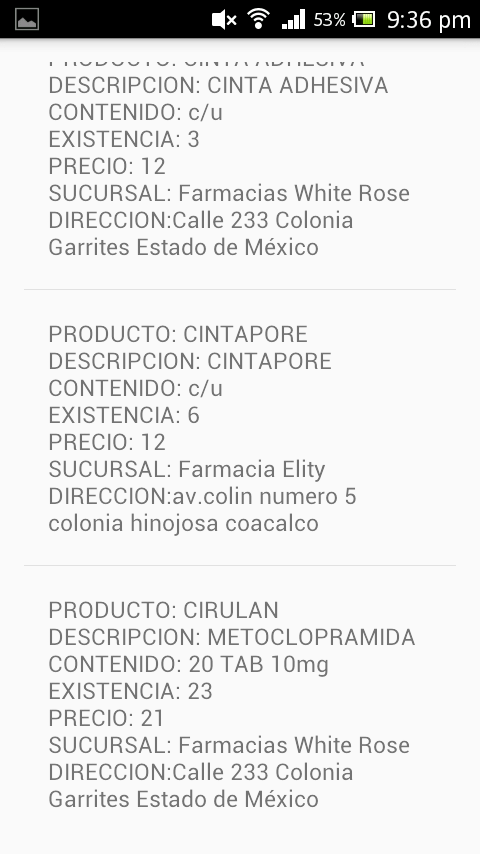 53% 9:36 pm
PRODUCTO: CINTA ADHESIVA
DESCRIPCION: CINTA ADHESIVA
CONTENIDO: c/u
EXISTENCIA: 3
PRECIO: 12
SUCURSAL: Farmacias White Rose
DIRECCION:Calle 233 Colonia
Garrites Estado de México
PRODUCTO: CINTAPORE
DESCRIPCION: CINTAPORE
CONTENIDO: c/u
EXISTENCIA: 6
PRECIO: 12
SUCURSAL: Farmacia Elity
DIRECCION:av.colin numero 5
colonia hinojosa coacalco
PRODUCTO: CIRULAN
DESCRIPCION: METOCLOPRAMIDA
CONTENIDO: 20 TAB 10mg
EXISTENCIA: 23
PRECIO: 21
SUCURSAL: Farmacias White Rose
DIRECCION:Calle 233 Colonia
Garrites Estado de México